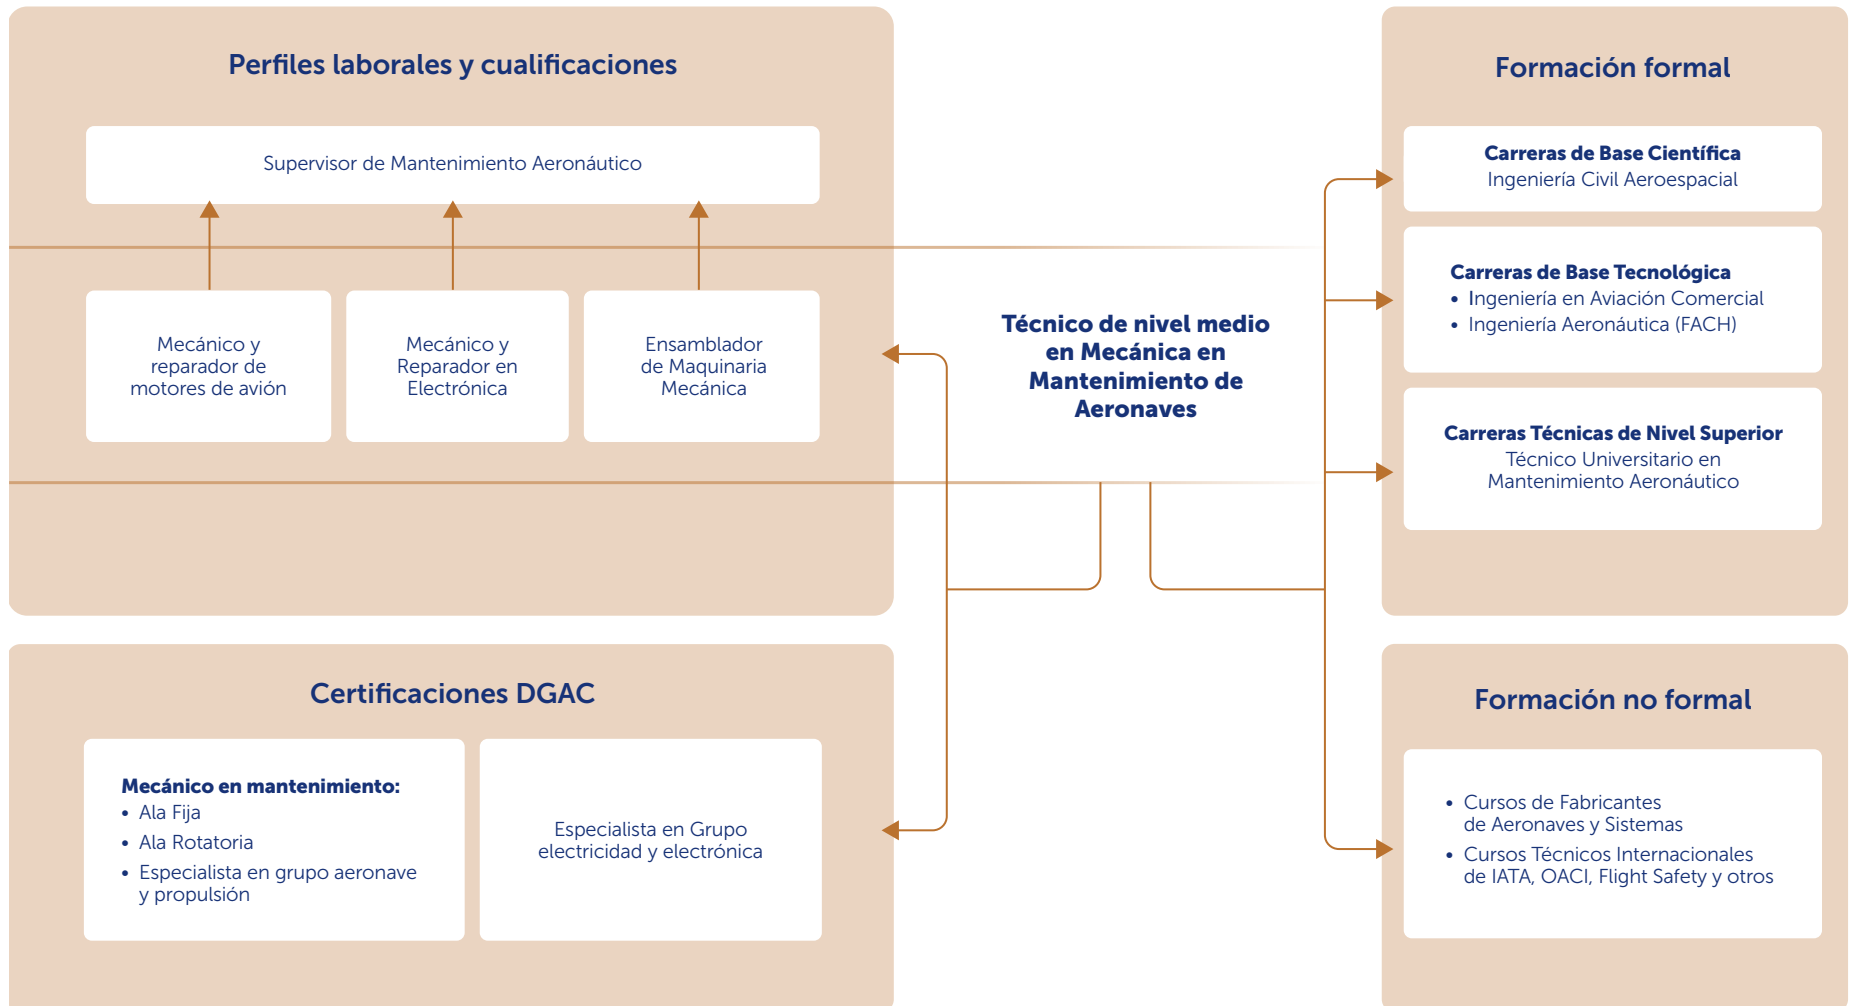 Perfiles laborales y cualificaciones
Supervisor de Mantenimiento Aeronáutico
Mecánico y
reparador de
motores de avión
Mecánico y
Reparador en
Electrónica
Ensamblador
de Maquinaria
Mecánica
Técnico de nivel medio
en Mecánica en
Mantenimiento de
Aeronaves
Formación formal
Carreras de Base Científica
Ingeniería Civil Aeroespacial
Carreras de Base Tecnológica
• Ingeniería en Aviación Comercial
• Ingeniería Aeronáutica (FACH)
Carreras Técnicas de Nivel Superior
Técnico Universitario en
Mantenimiento Aeronáutico
Certificaciones DGAC
Mecánico en mantenimiento:
• Ala Fija
• Ala Rotatoria
• Especialista en grupo aeronave
y propulsión
Especialista en Grupo
electricidad y electrónica
Formación no formal
• Cursos de Fabricantes
de Aeronaves y Sistemas
• Cursos Técnicos Internacionales
de IATA, OACI, Flight Safety y otros